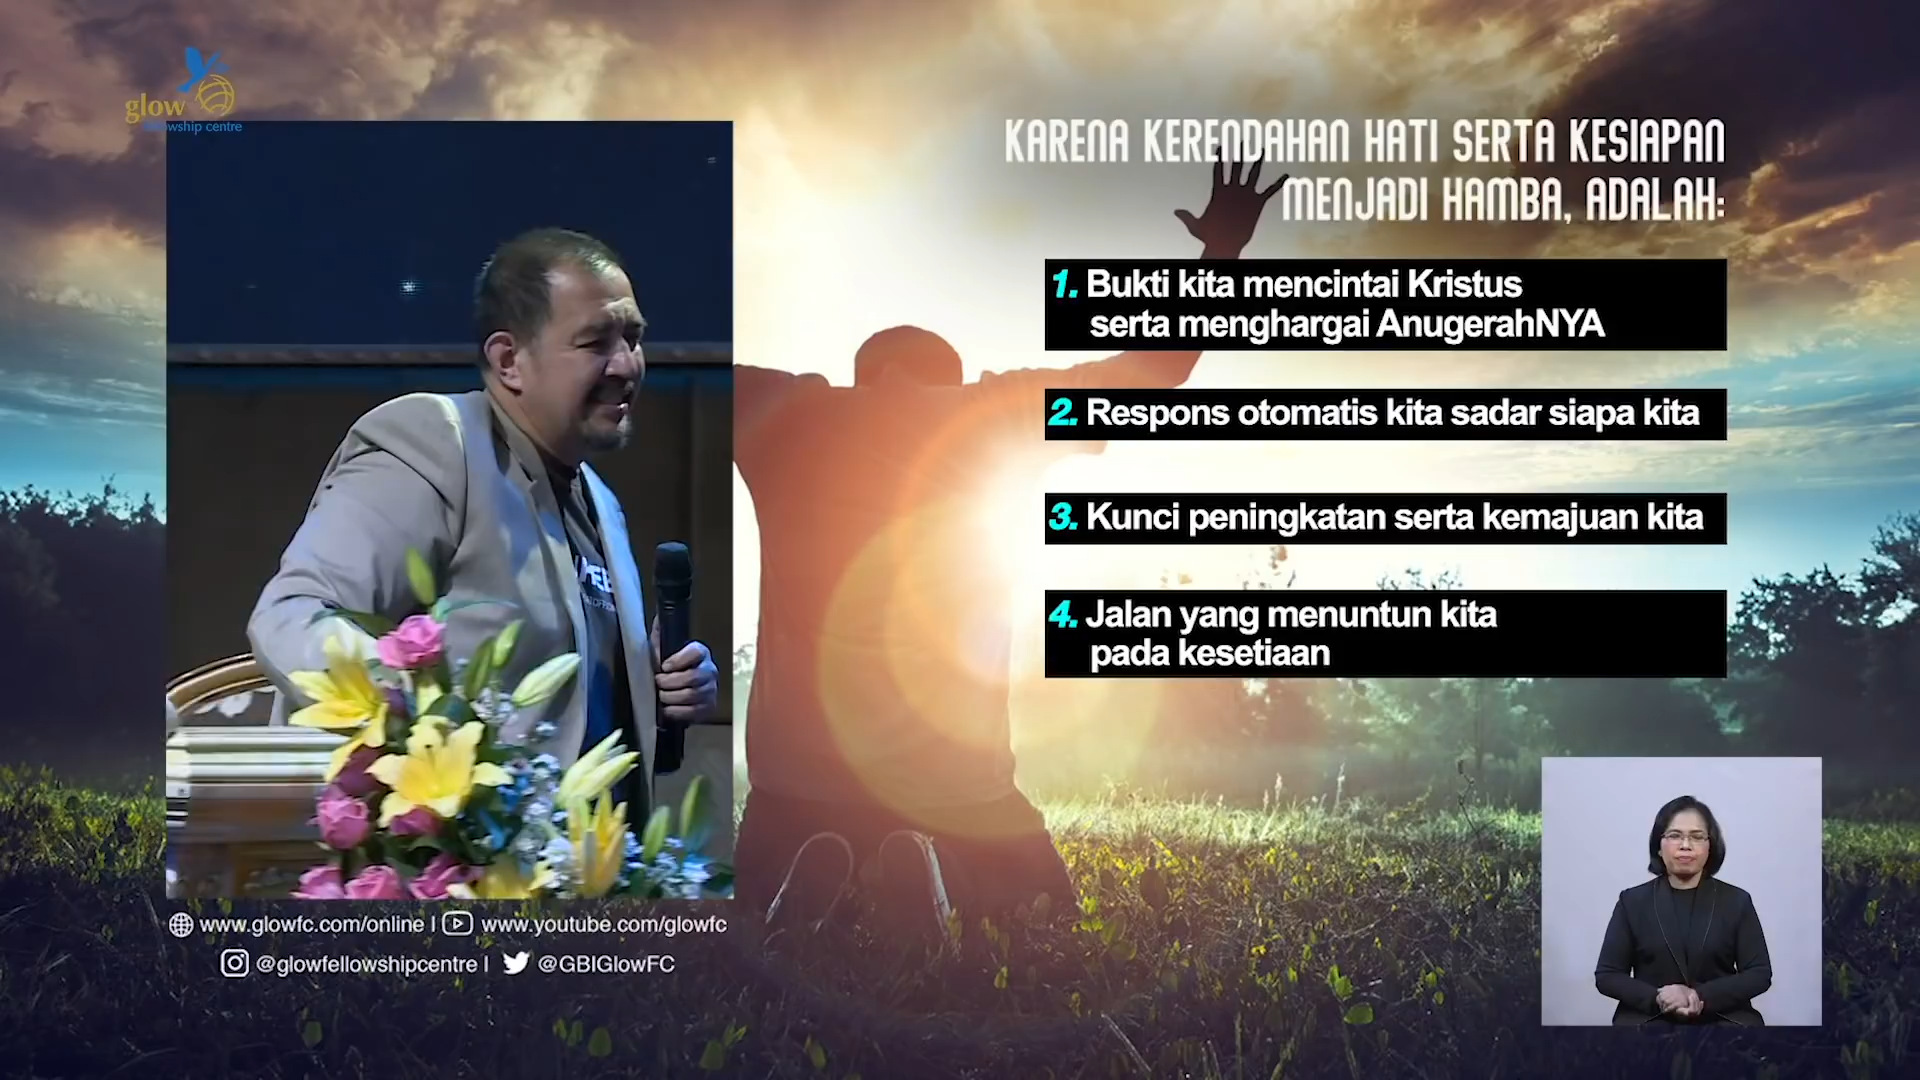 glow
fellowship centre
KARENA KERENDAHAN HATI SERTA KESIAPAN
MENJADI HAMBA, ADALAH:
1. Bukti kita mencintai Kristus
serta menghargai AnugerahNYA
2. Respons otomatis kita sadar siapa kita
3. Kunci peningkatan serta kemajuan kita
4. Jalan yang menuntun kita
pada kesetiaan
www.glowfc.com/online | www.youtube.com/glowfc
@glowfellowshipcentre | @GBIGlowFC